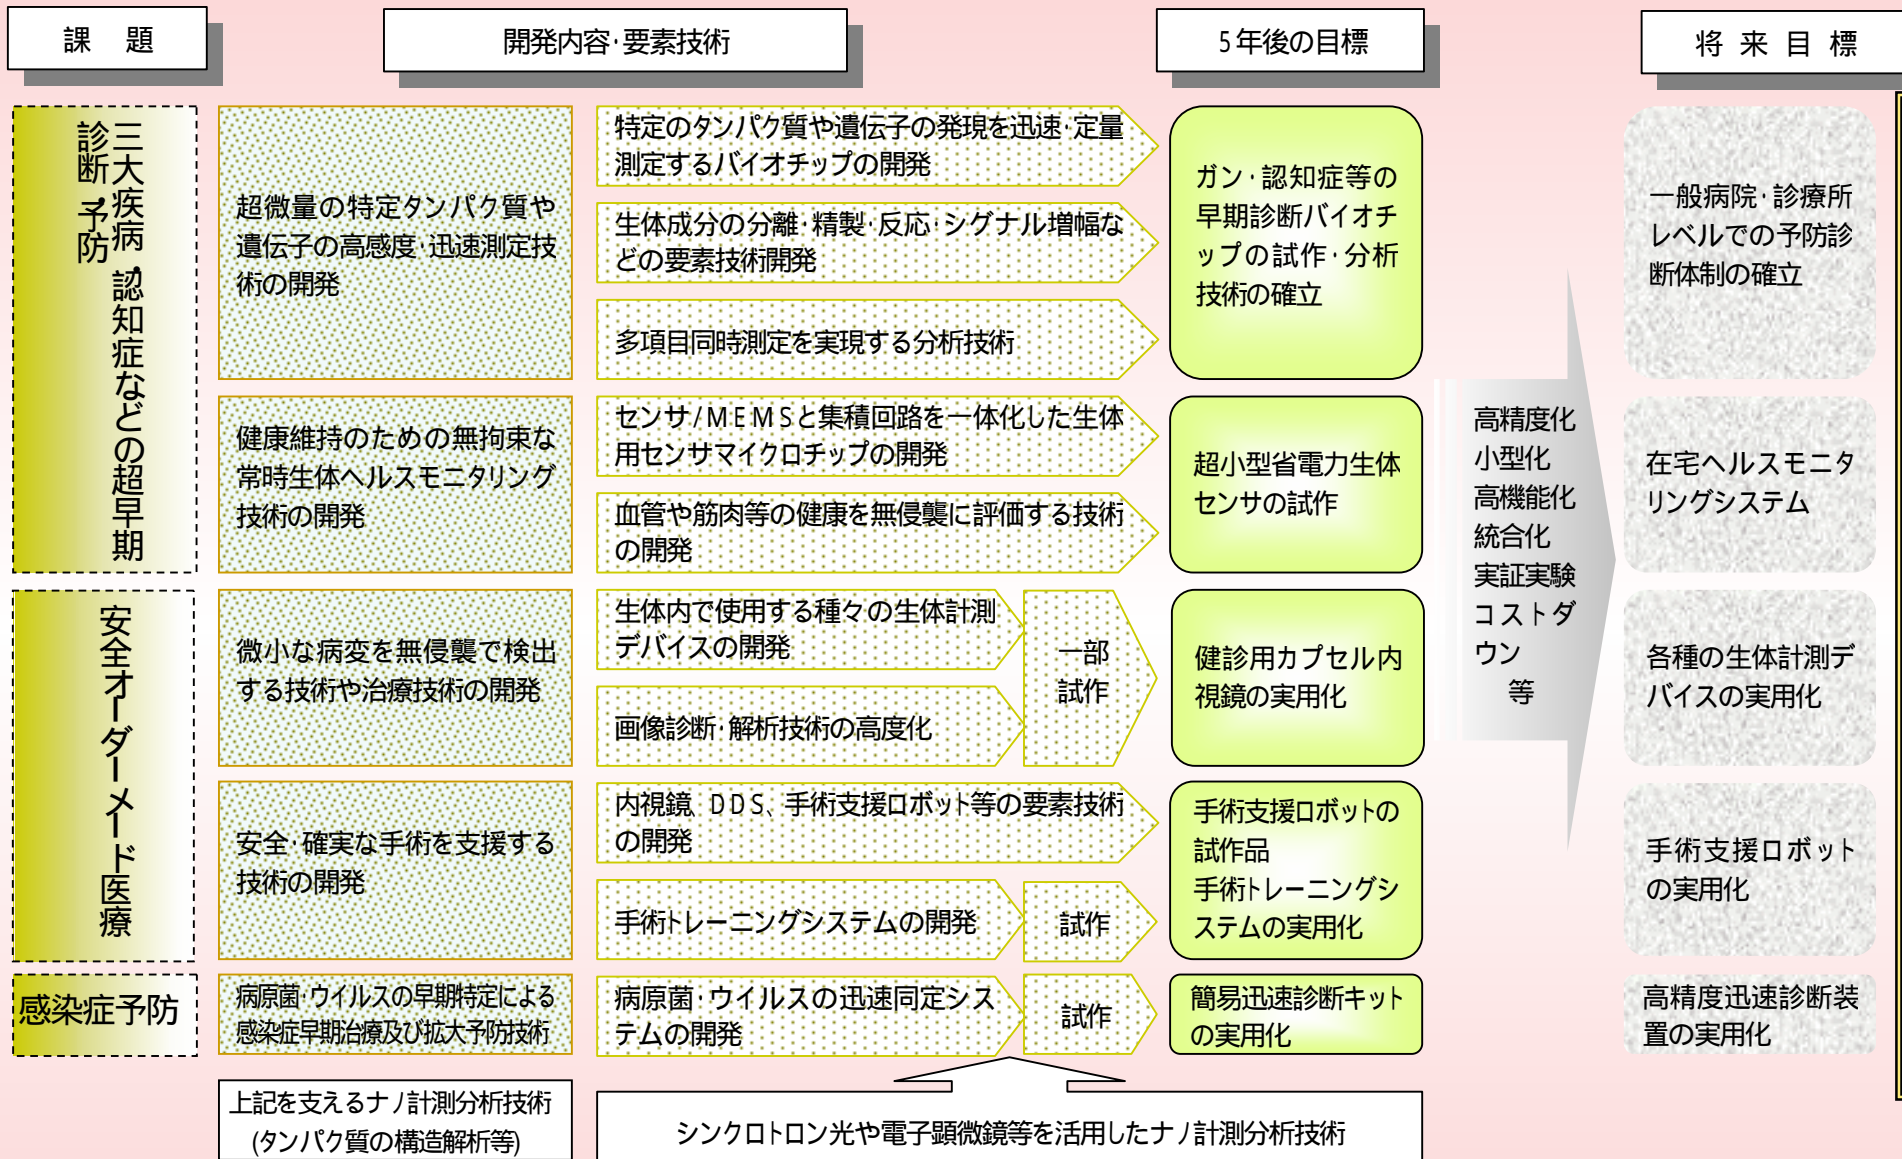 課 題
開発内容・要素技術
5年後の目標
将 来 目 標
三大疾病、認知症などの超早期
診断・予防
超微量の特定タンパク質や
遺伝子の高感度・迅速測定技
術の開発
特定のタンパク質や遺伝子の発現を迅速・定量
測定するバイオチップの開発
生体成分の分離・精製・反応・シグナル増幅な
どの要素技術開発
多項目同時測定を実現する分析技術
ガン・認知症等の
早期診断バイオチ
ップの試作・分析
技術の確立
一般病院・診療所
レベルでの予防診
断体制の確立
健康維持のための無拘束な
常時生体ヘルスモニタリング
技術の開発
センサ/MEMSと集積回路を一体化した生体
用センサマイクロチップの開発
血管や筋肉等の健康を無侵襲に評価する技術
の開発
超小型省電力生体
センサの試作
高精度化
小型化
高機能化
統合化
実証実験
コストダ
ウン
等
在宅ヘルスモニタ
リングシステム
安全オーダーメード医療
微小な病変を無侵襲で検出
する技術や治療技術の開発
生体内で使用する種々の生体計測
デバイスの開発
画像診断・解析技術の高度化
一部
試作
健診用カプセル内
視鏡の実用化
各種の生体計測デ
バイスの実用化
安全・確実な手術を支援する
技術の開発
内視鏡、DDS、手術支援ロボット等の要素技術
の開発
手術トレーニングシステムの開発
試作
手術支援ロボットの
試作品
手術トレーニングシ
ステムの実用化
手術支援ロボット
の実用化
感染症予防
病原菌・ウイルスの早期特定による
感染症早期治療及び拡大予防技術
病原菌・ウイルスの迅速同定シス
テムの開発
試作
簡易迅速診断キット
の実用化
高精度迅速診断装
置の実用化
上記を支えるナノ計測分析技術
(タンパク質の構造解析等)
シンクロトロン光や電子顕微鏡等を活用したナノ計測分析技術